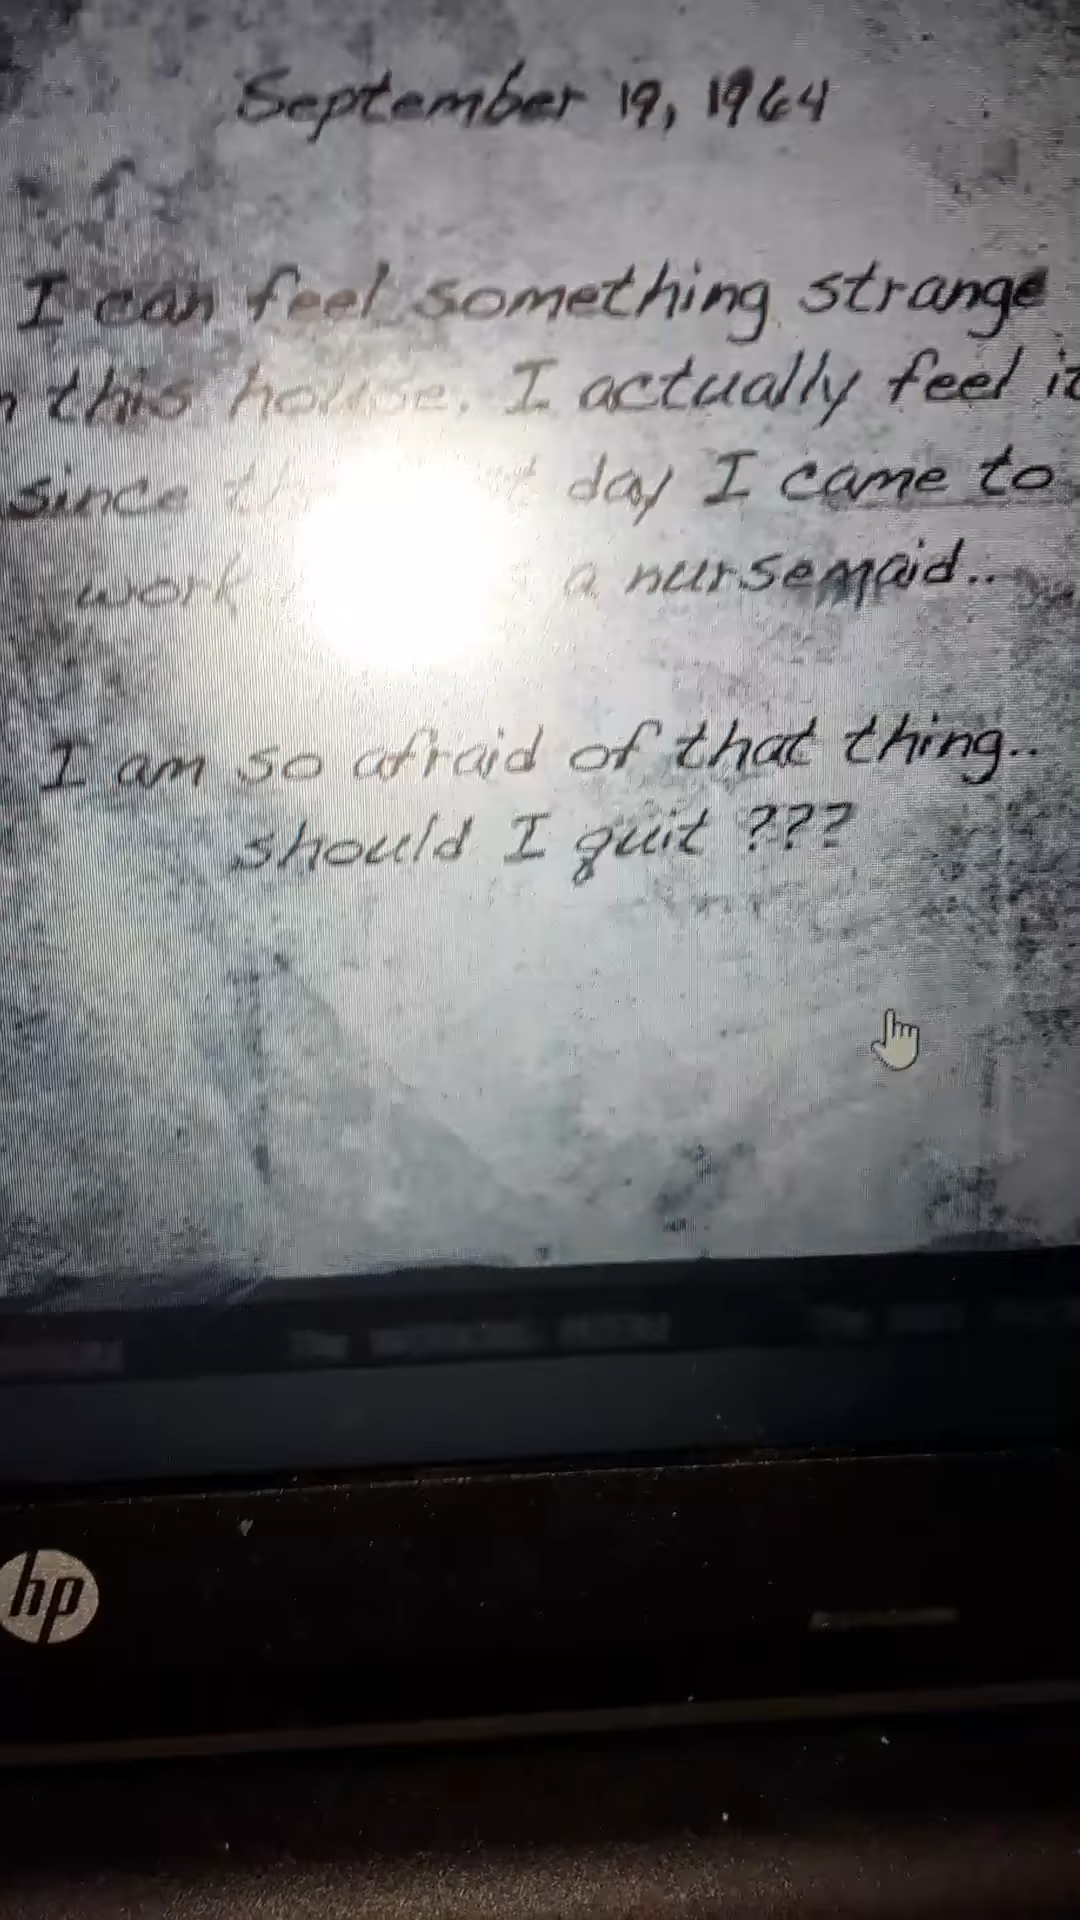 September 19, 1964
I can feel something strange
this house. I actually feel it
since day I came to
work a nursemaid..
I am so afraid of that thing..
should I quit ???
hp